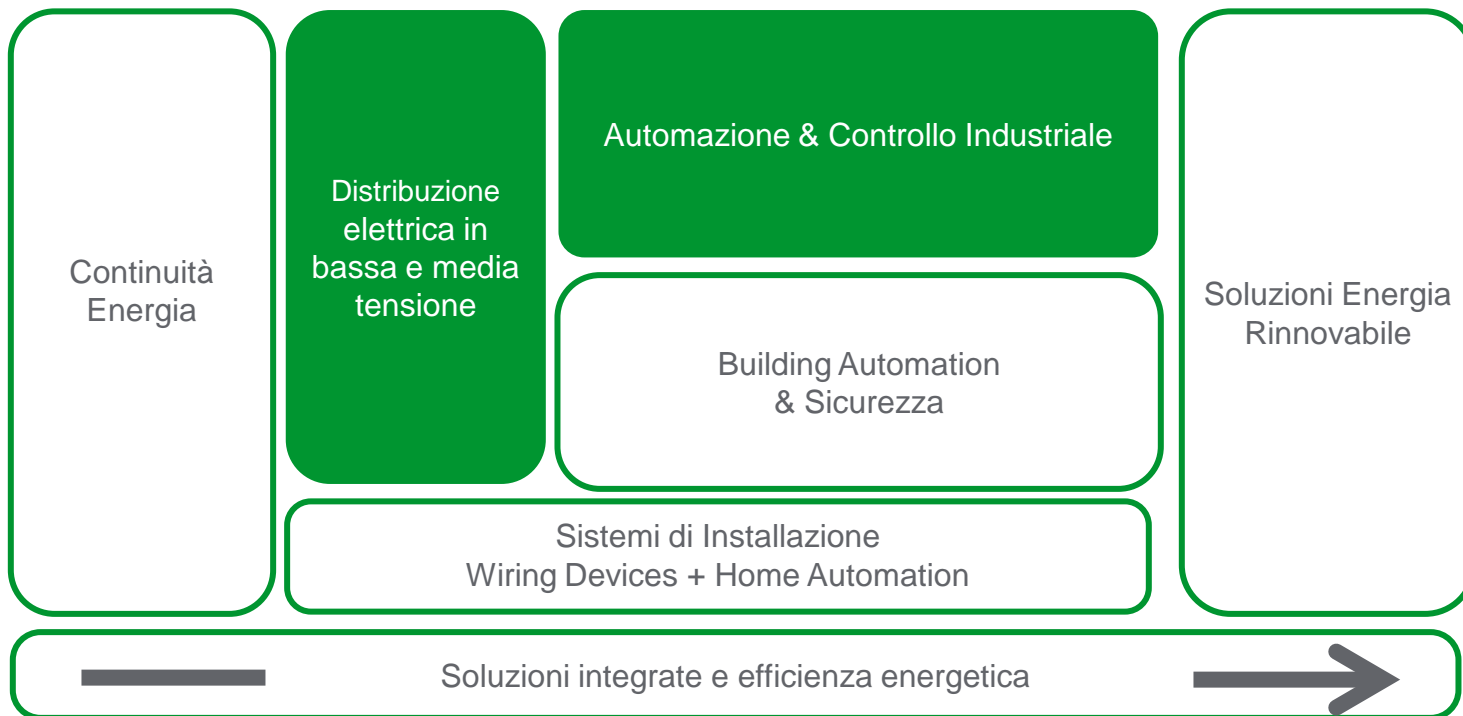 Continuità
Energia
Distribuzione
elettrica in
bassa e media
tensione
Automazione & Controllo Industriale
Building Automation
& Sicurezza
Soluzioni Energia
Rinnovabile
Sistemi di Installazione
Wiring Devices + Home Automation
Soluzioni integrate e efficienza energetica